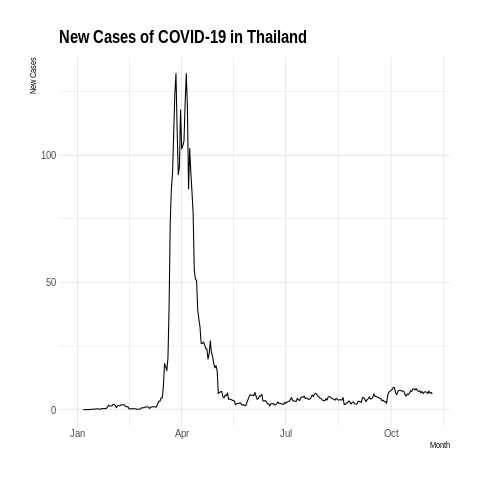 New Cases of COVID-19 in Thailand
New Cases
100
50
0
Jan Apr Jul Oct
Month